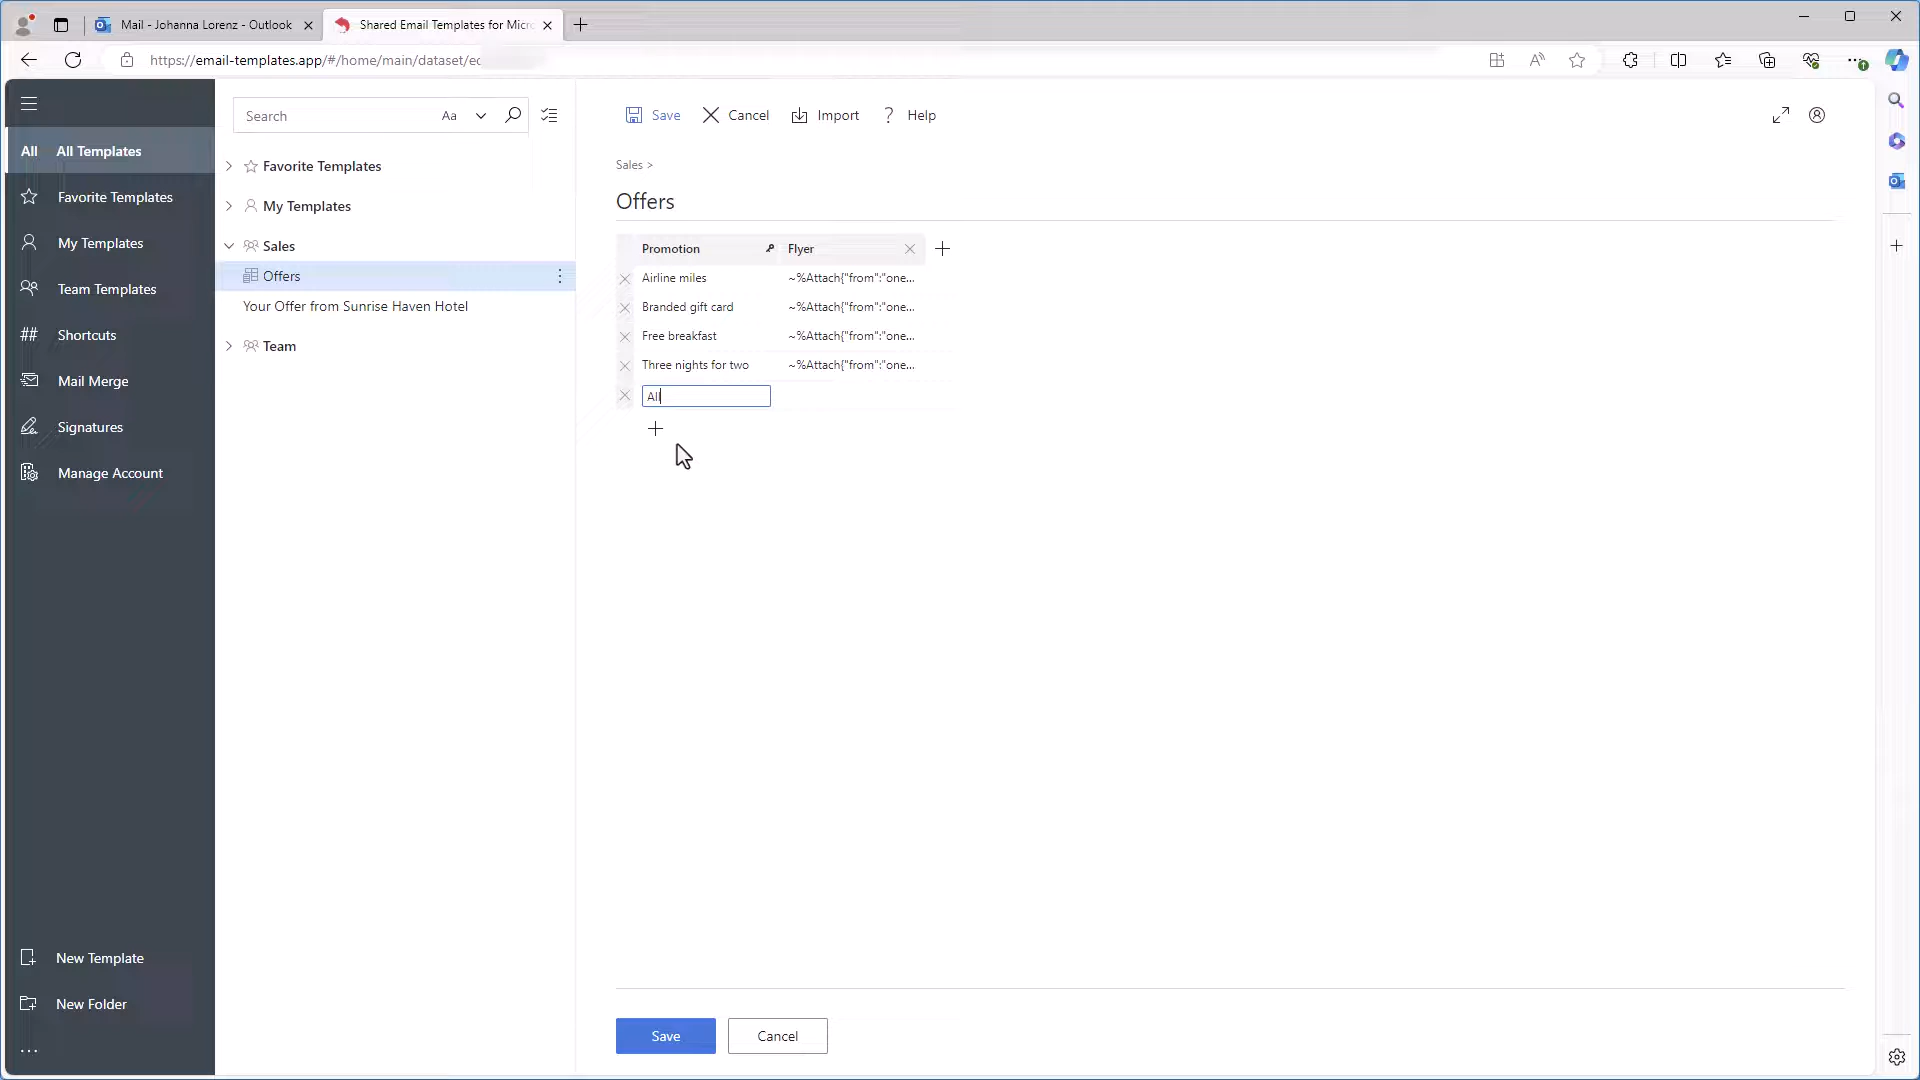 Mail - Johanna Lorenz - Outlook
Shared Email Templates for Micro
https://email-templates.app/#/home/main/dataset/ec
All All Templates
Favorite Templates
My Templates
Team Templates
## Shortcuts
Mail Merge
Signatures
Manage Account
New Template
New Folder
...
Search Aa
Favorite Templates
My Templates
Sales
Offers
Your Offer from Sunrise Haven Hotel
Team
Save Cancel Import ? Help
Sales >
Offers
Promotion Flyer
Airline miles ~%Attach{"from":"one...
Branded gift card ~%Attach{"from":"one...
Free breakfast ~%Attach{"from":"one...
Three nights for two ~%Attach{"from":"one...
All
Save Cancel